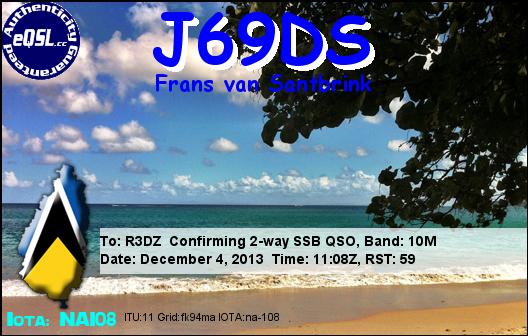 Authenticity
eQSL.cc
Guaranteed
J69DS
Frans van Santbrink
To: R3DZ Confirming 2-way SSB QSO, Band: 10M
Date: December 4, 2013 Time: 11:08Z, RST: 59
Iota: NA108 ITU:11 Grid:fk94ma IOTA:na-108